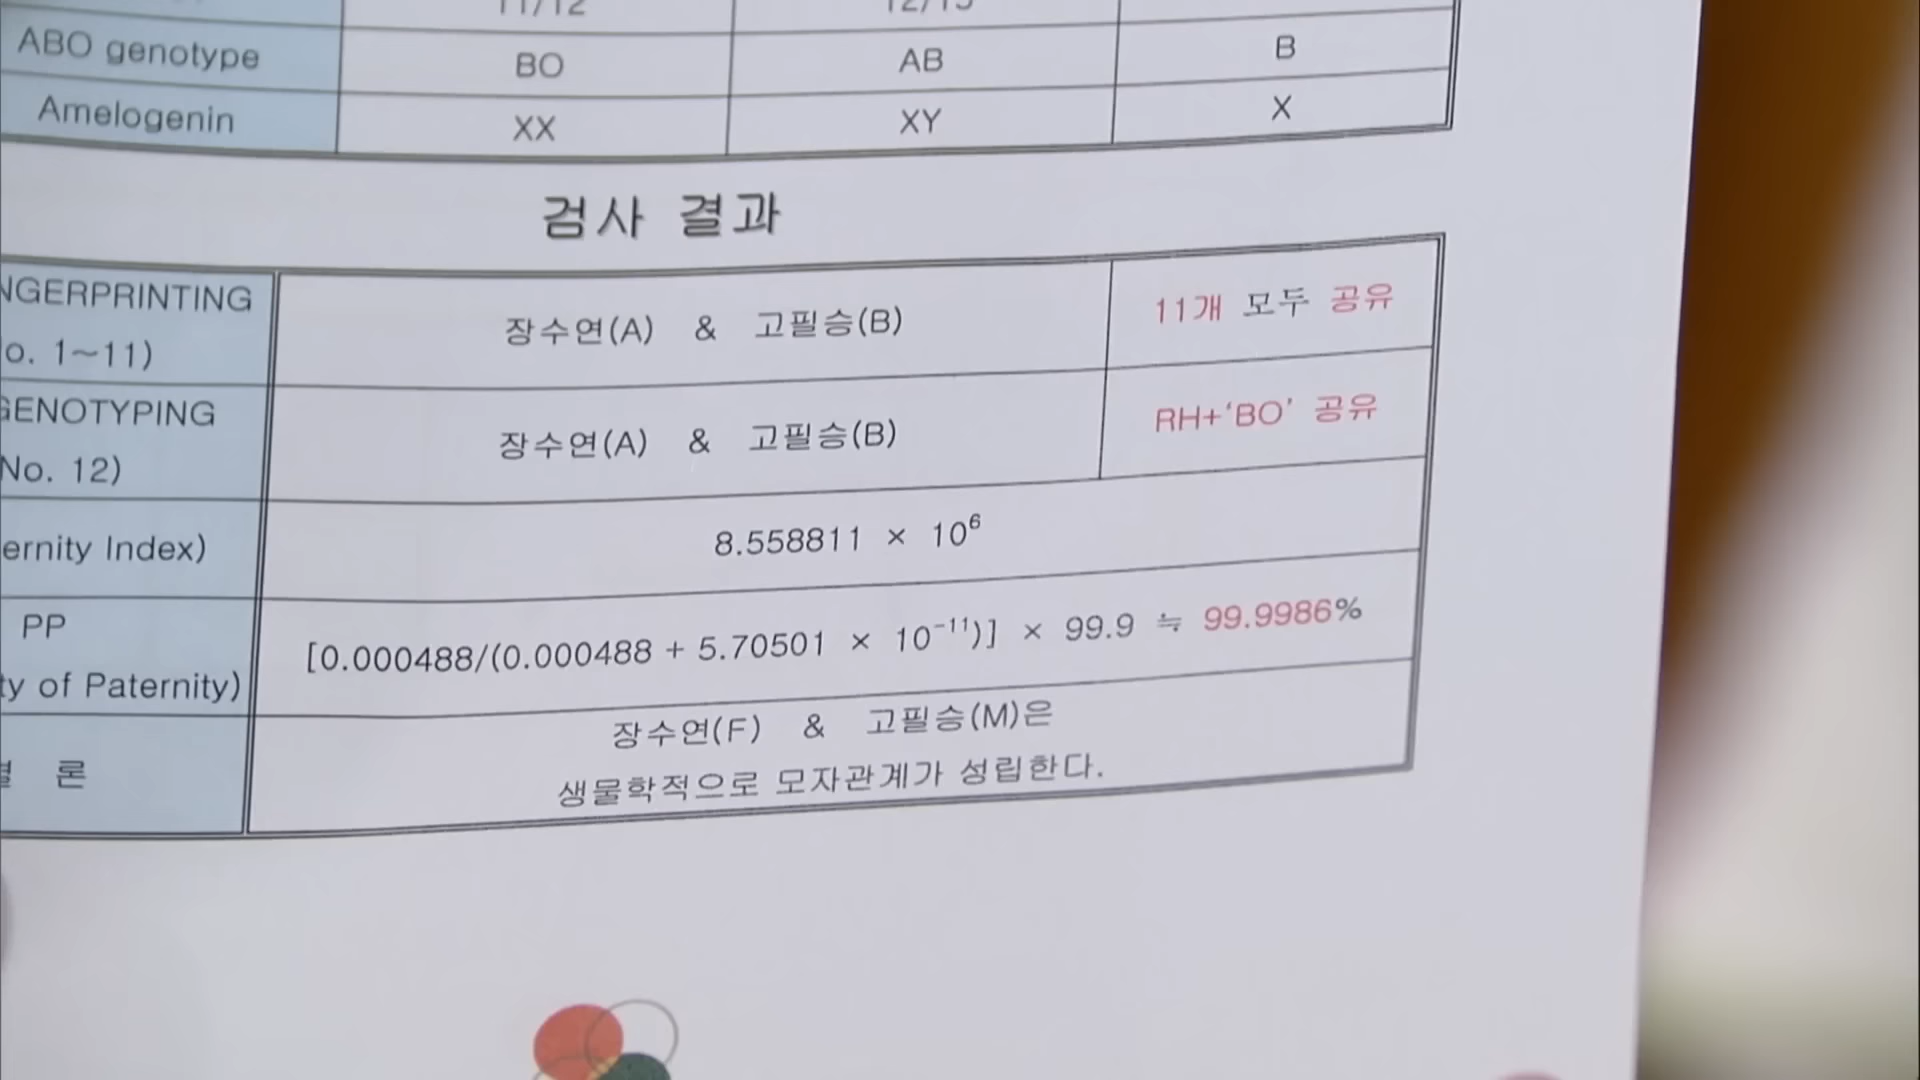 ABO genotype BO AB B
Amelogenin XX XY X
검사 결과
NGERPRINTING
o. 1~11)
장수연(A) & 고필승(B) 11개 모두 공유
GENOTYPING
No. 12)
장수연(A) & 고필승(B) RH+‘BO’ 공유
ernity Index) 8.558811 × 10⁶
PP
ty of Paternity)
[0.000488/(0.000488 + 5.70501 × 10⁻¹¹)] × 99.9 ≒ 99.9986%
론
장수연(F) & 고필승(M)은
생물학적으로 모자관계가 성립한다.